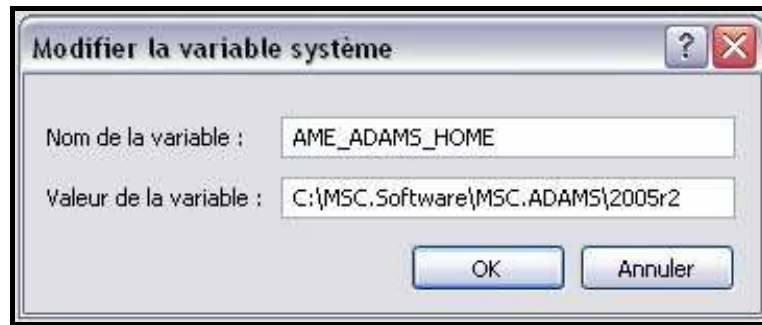 Modifier la variable système
Nom de la variable : AME_ADAMS_HOME
Valeur de la variable : C:\MSC.Software\MSC.ADAMS\2005r2
OK Annuler